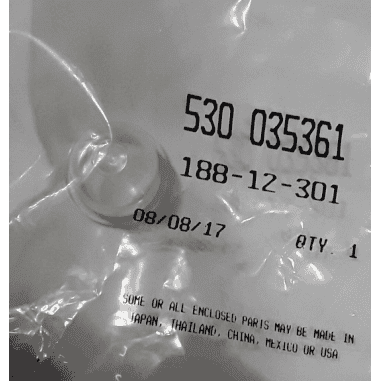 530 035361
188-12-301
08/08/17 QTY. 1
SOME OR ALL ENCLOSED PARTS MAY BE MADE IN
JAPAN, THAILAND, CHINA, MEXICO OR USA